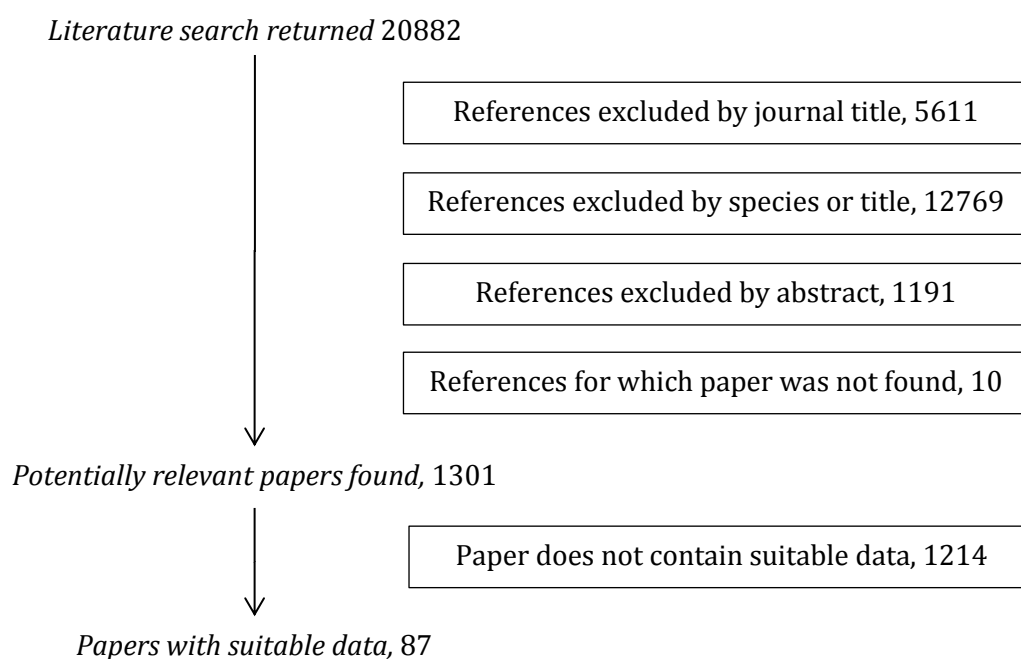 Literature search returned 20882
References excluded by journal title, 5611
References excluded by species or title, 12769
References excluded by abstract, 1191
References for which paper was not found, 10
Potentially relevant papers found, 1301
Paper does not contain suitable data, 1214
Papers with suitable data, 87